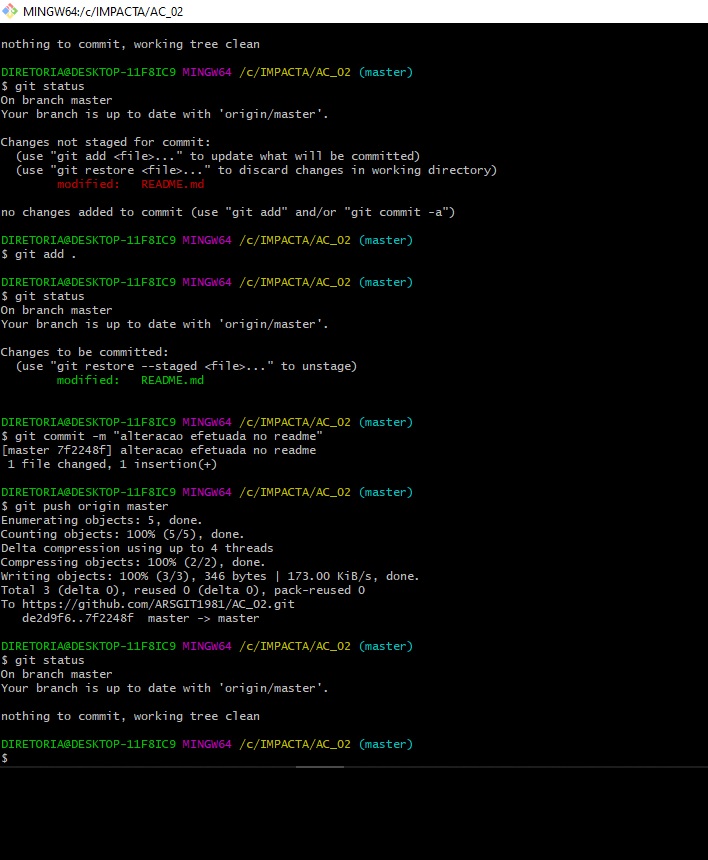 MINGW64:/c/IMPACTA/AC_02
nothing to commit, working tree clean
DIRETORIA@DESKTOP-11F8IC9 MINGW64 /c/IMPACTA/AC_02 (master)
$ git status
On branch master
Your branch is up to date with 'origin/master'.
Changes not staged for commit:
  (use "git add <file>..." to update what will be committed)
  (use "git restore <file>..." to discard changes in working directory)
        modified:   README.md
no changes added to commit (use "git add" and/or "git commit -a")
DIRETORIA@DESKTOP-11F8IC9 MINGW64 /c/IMPACTA/AC_02 (master)
$ git add .
DIRETORIA@DESKTOP-11F8IC9 MINGW64 /c/IMPACTA/AC_02 (master)
$ git status
On branch master
Your branch is up to date with 'origin/master'.
Changes to be committed:
  (use "git restore --staged <file>..." to unstage)
        modified:   README.md
DIRETORIA@DESKTOP-11F8IC9 MINGW64 /c/IMPACTA/AC_02 (master)
$ git commit -m "alteracao efetuada no readme"
[master 7f2248f] alteracao efetuada no readme
 1 file changed, 1 insertion(+)
DIRETORIA@DESKTOP-11F8IC9 MINGW64 /c/IMPACTA/AC_02 (master)
$ git push origin master
Enumerating objects: 5, done.
Counting objects: 100% (5/5), done.
Delta compression using up to 4 threads
Compressing objects: 100% (2/2), done.
Writing objects: 100% (3/3), 346 bytes | 173.00 KiB/s, done.
Total 3 (delta 0), reused 0 (delta 0), pack-reused 0
To https://github.com/ARSGIT1981/AC_02.git
   de2d9f6..7f2248f  master -> master
DIRETORIA@DESKTOP-11F8IC9 MINGW64 /c/IMPACTA/AC_02 (master)
$ git status
On branch master
Your branch is up to date with 'origin/master'.
nothing to commit, working tree clean
DIRETORIA@DESKTOP-11F8IC9 MINGW64 /c/IMPACTA/AC_02 (master)
$